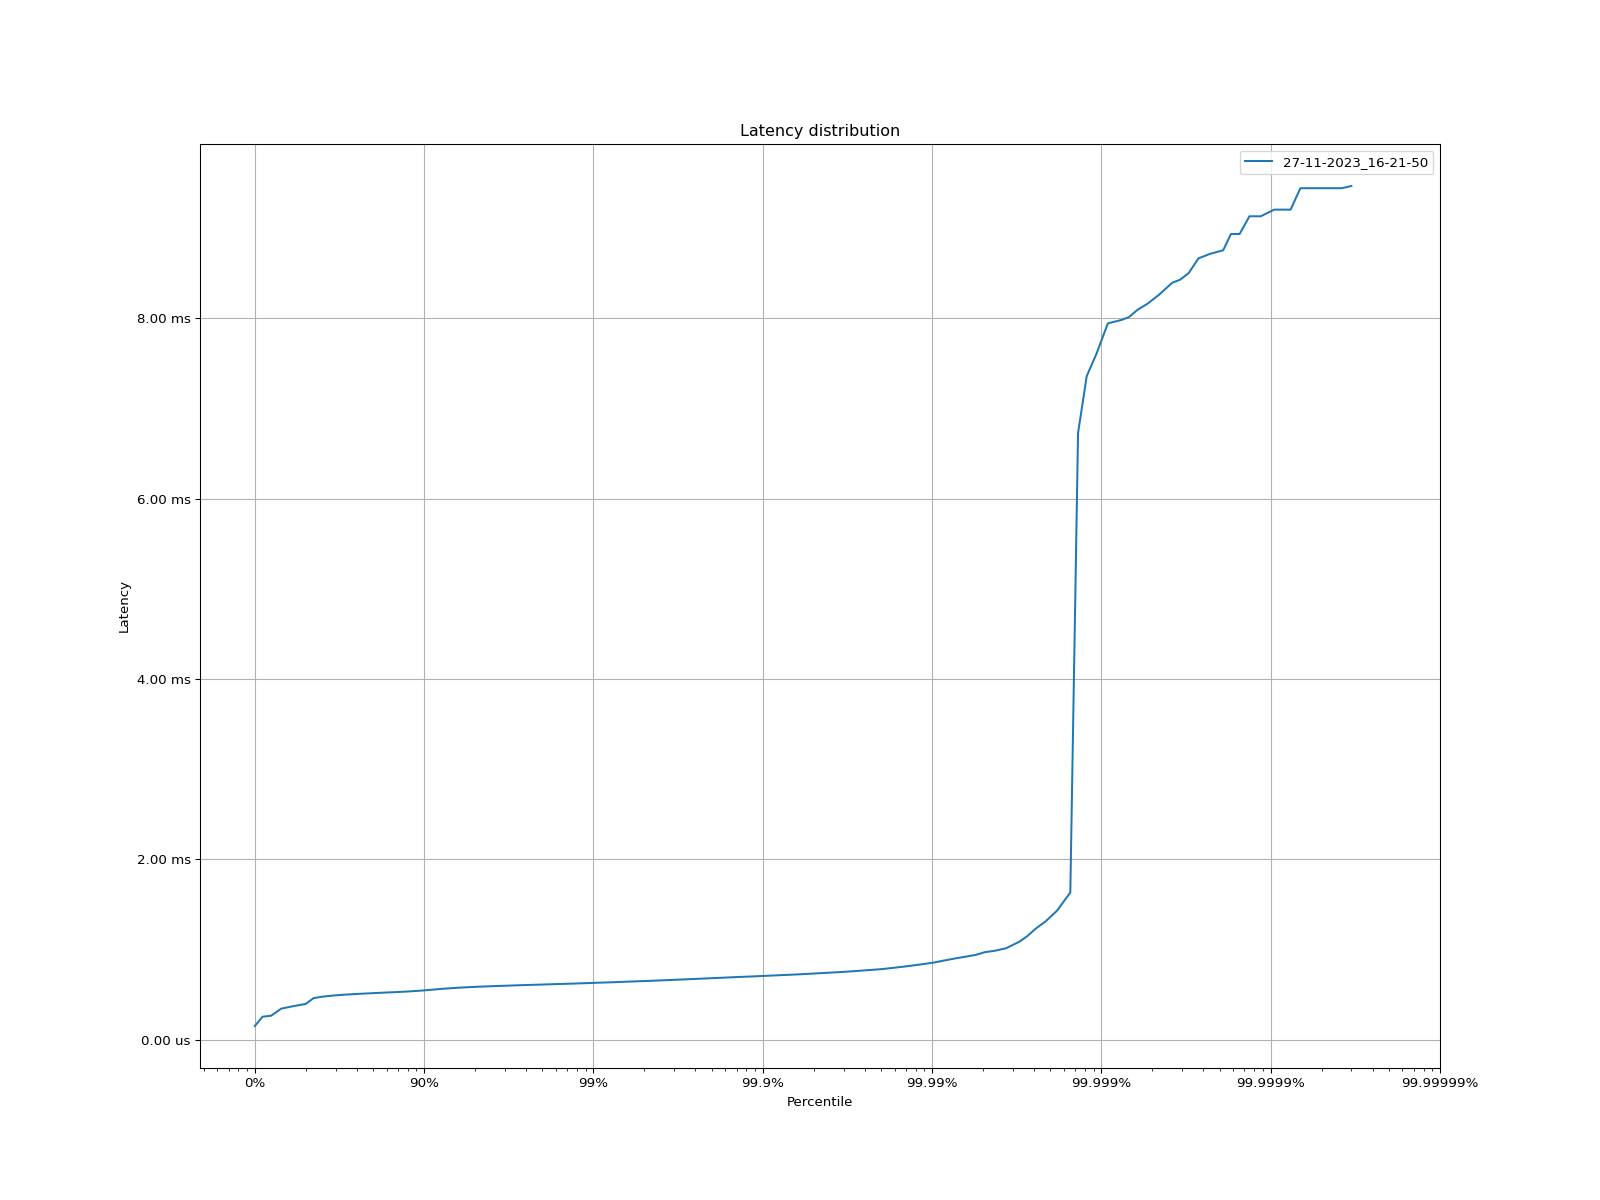 Latency distribution
27-11-2023_16-21-50
8.00 ms
6.00 ms
4.00 ms
2.00 ms
0.00 us
Latency
0% 90% 99% 99.9% 99.99% 99.999% 99.9999% 99.99999%
Percentile